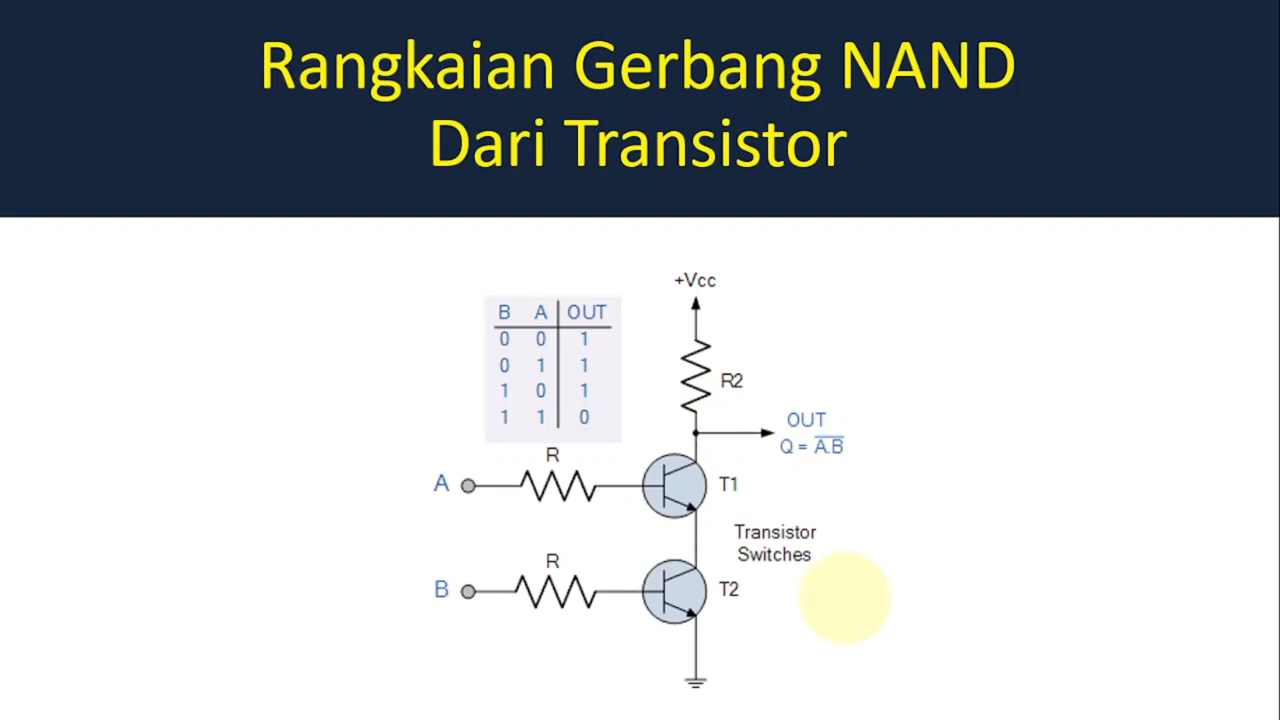 Rangkaian Gerbang NAND
Dari Transistor
+Vcc
B A OUT
0 0 1
0 1 1
1 0 1
1 1 0
R2
OUT
Q = A.B
R
A
T1
Transistor
Switches
R
B
T2